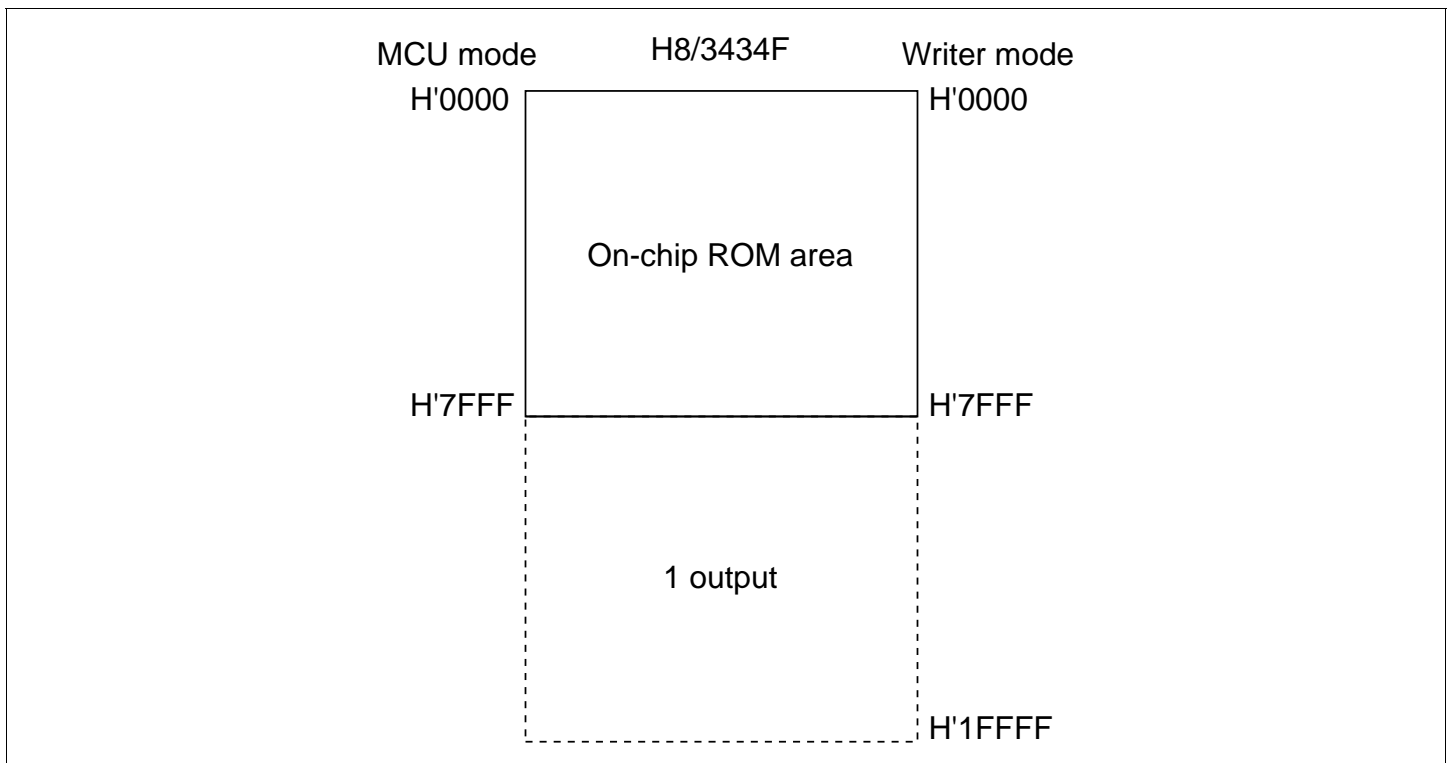 MCU mode H8/3434F Writer mode
H'0000 H'0000
On-chip ROM area
H'7FFF H'7FFF
1 output
H'1FFFF